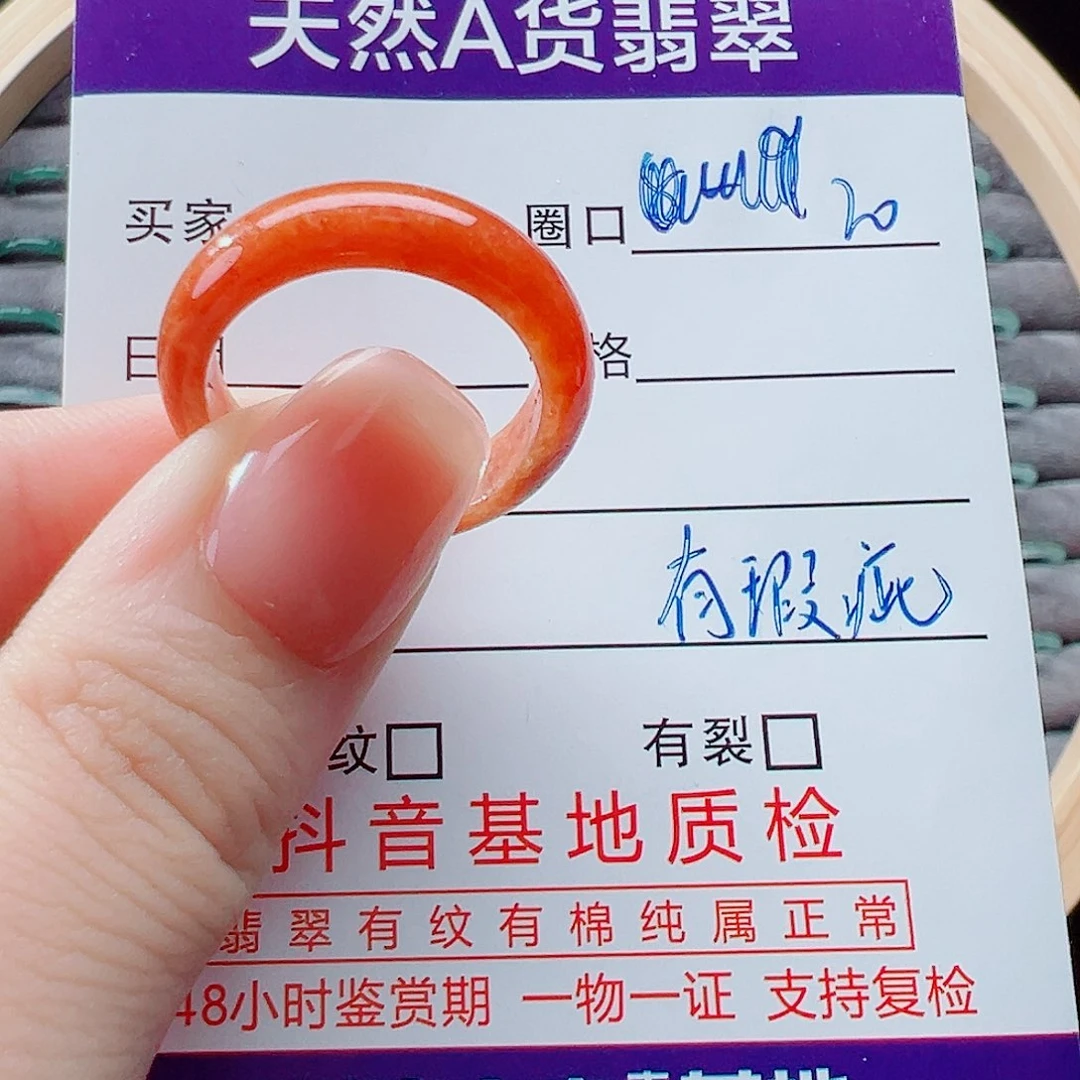 天然A货翡翠
买家 圈口 20
日期 格
有瑕疵
纹□ 有裂□
抖音基地质检
翡翠有纹有棉纯属正常
48小时鉴赏期 一物一证 支持复检